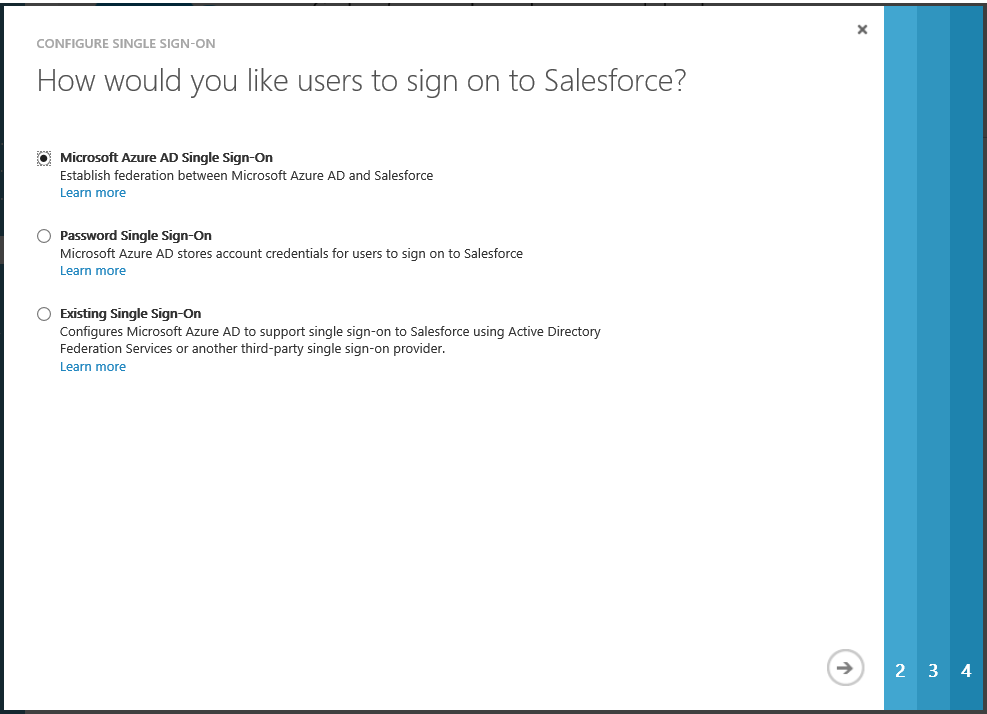 CONFIGURE SINGLE SIGN-ON
How would you like users to sign on to Salesforce?
Microsoft Azure AD Single Sign-On
Establish federation between Microsoft Azure AD and Salesforce
Learn more
Password Single Sign-On
Microsoft Azure AD stores account credentials for users to sign on to Salesforce
Learn more
Existing Single Sign-On
Configures Microsoft Azure AD to support single sign-on to Salesforce using Active Directory
Federation Services or another third-party single sign-on provider.
Learn more
2 3 4